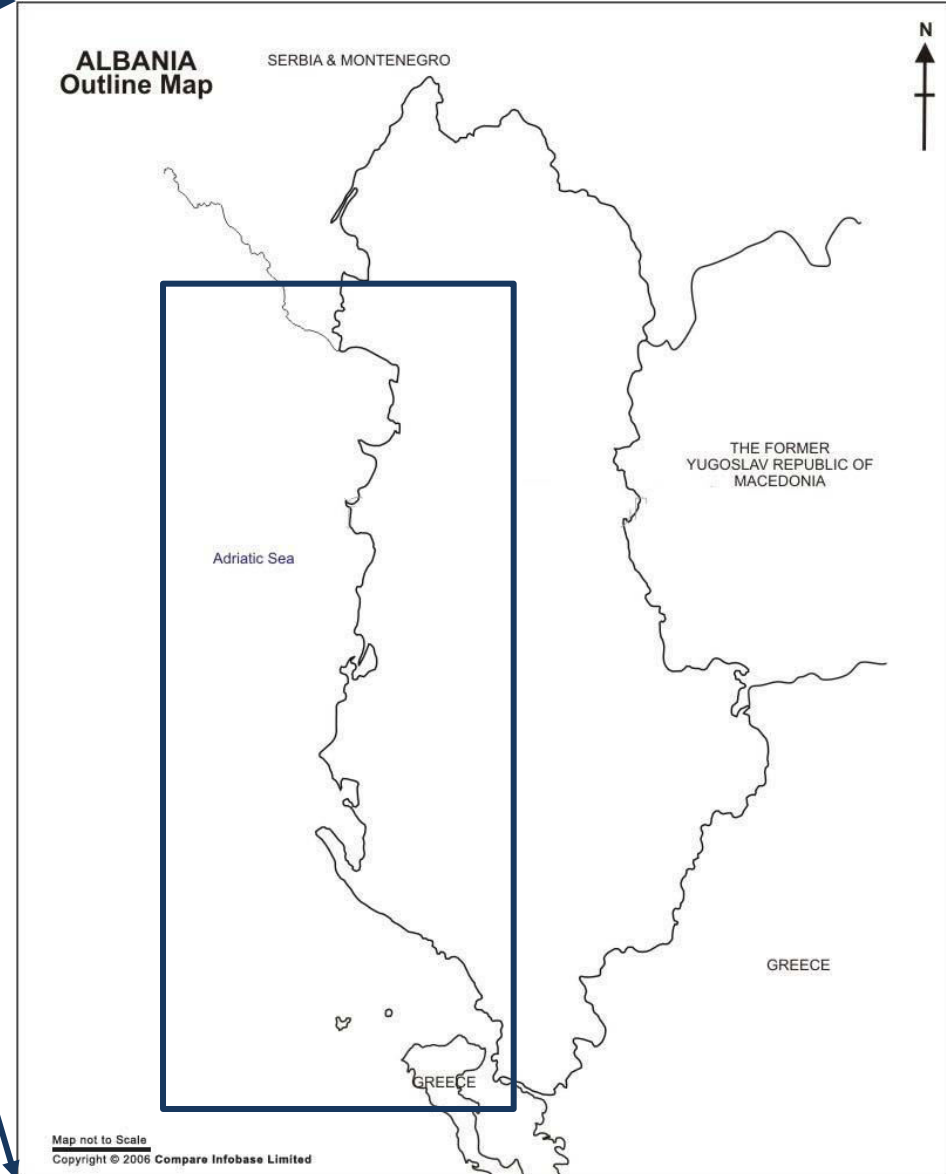 ALBANIA
Outline Map
SERBIA & MONTENEGRO
N
THE FORMER
YUGOSLAV REPUBLIC OF
MACEDONIA
Adriatic Sea
GREECE
GREECE
Map not to Scale
Copyright © 2006 Compare Infobase Limited